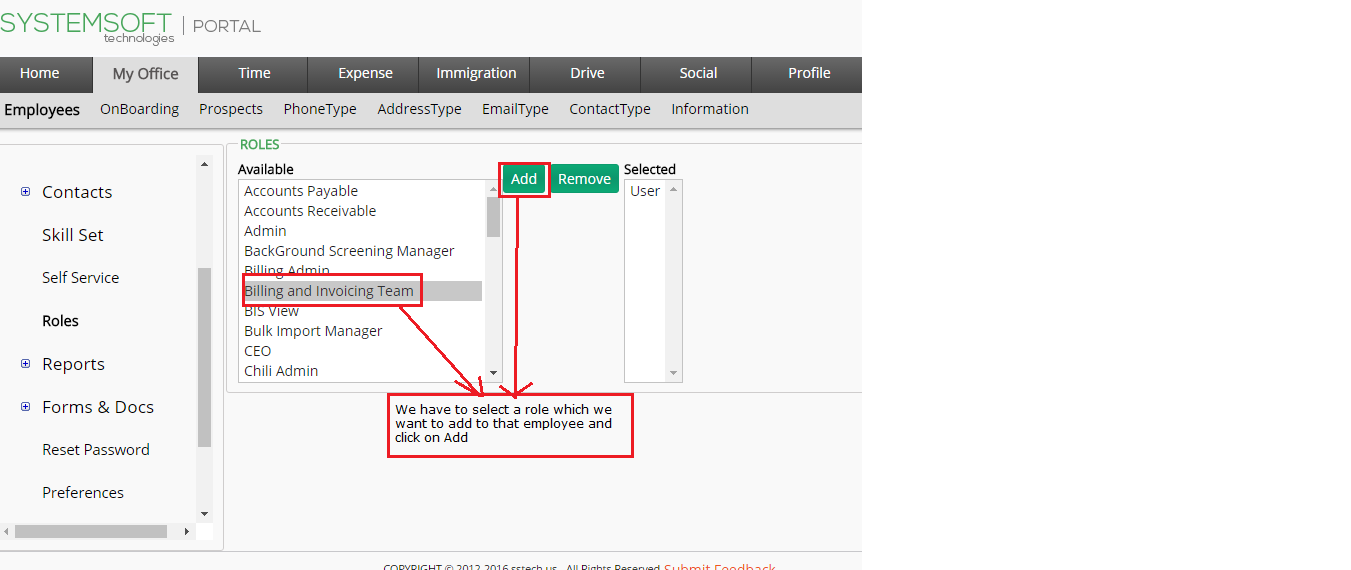 SYSTEMSOFT technologies | PORTAL
Home My Office Time Expense Immigration Drive Social Profile
Employees OnBoarding Prospects PhoneType AddressType EmailType ContactType Information
Contacts
Skill Set
Self Service
Roles
Reports
Forms & Docs
Reset Password
Preferences
ROLES
Available
Accounts Payable
Accounts Receivable
Admin
BackGround Screening Manager
Billing Admin
Billing and Invoicing Team
BIS View
Bulk Import Manager
CEO
Chili Admin
Add Remove
Selected
User
We have to select a role which we
want to add to that employee and
click on Add
COPYRIGHT © 2012-2016 sstech.us. All Rights Reserved Submit Feedback